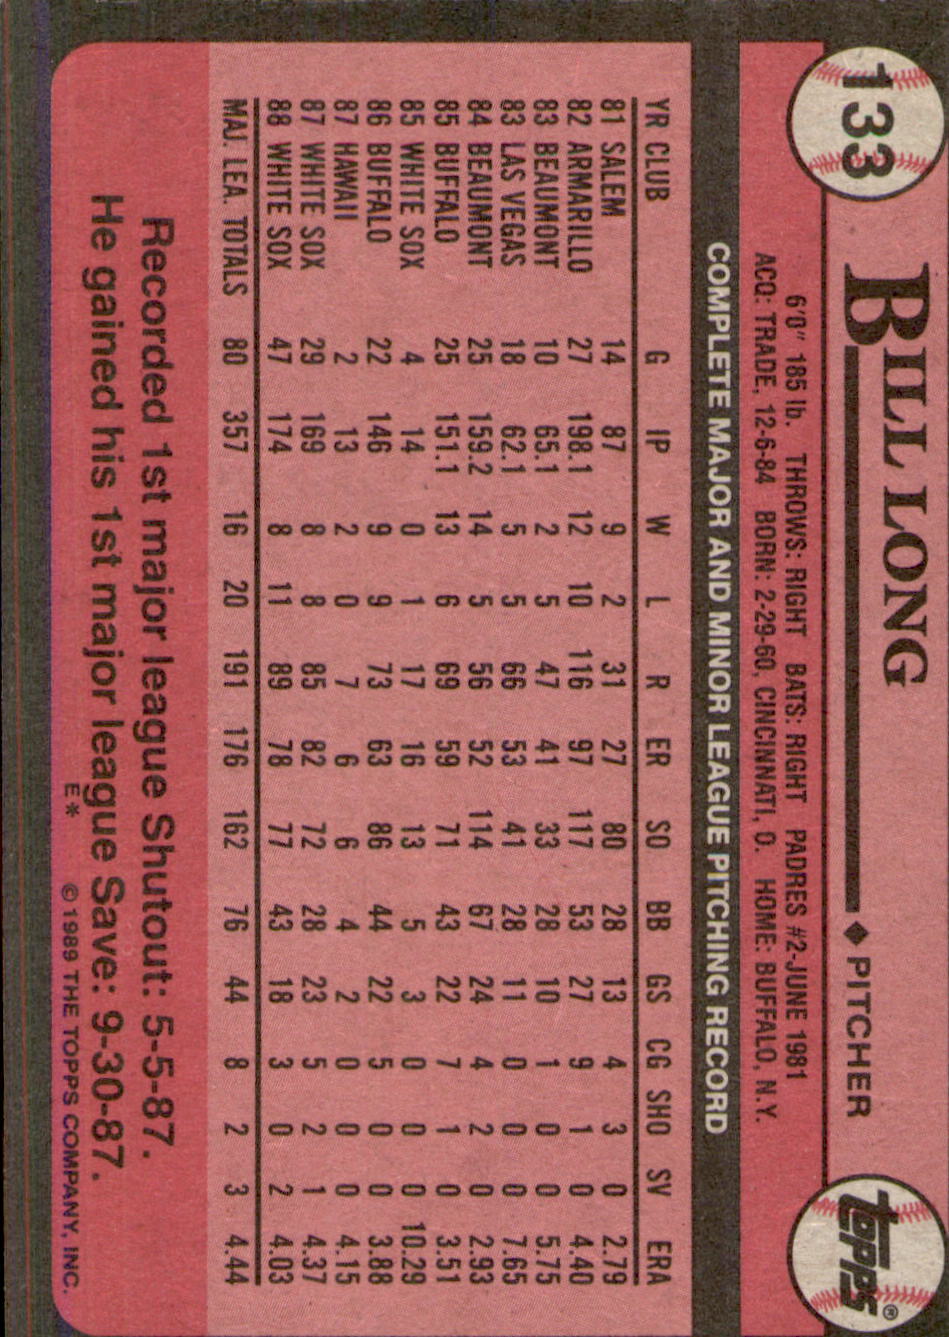 133
BILL LONG
◆ PITCHER
topps®
6'0" 185 lb. THROWS: RIGHT BATS: RIGHT PADRES #2-JUNE 1981
ACQ: TRADE, 12-6-84 BORN: 2-29-60, CINCINNATI, O. HOME: BUFFALO, N.Y.
COMPLETE MAJOR AND MINOR LEAGUE PITCHING RECORD
YR CLUB G IP W L R ER SO BB GS CG SHO SV ERA
81 SALEM 14 87 9 2 31 27 80 28 13 4 3 0 2.79
82 ARMARILLO 27 198.1 12 10 116 97 117 53 27 9 1 0 4.40
83 BEAUMONT 10 65.1 2 5 47 41 33 28 10 1 0 0 5.75
83 LAS VEGAS 18 62.1 5 5 66 53 41 28 11 0 0 0 7.65
84 BEAUMONT 25 159.2 14 5 56 52 114 67 24 4 2 0 2.93
85 BUFFALO 25 151.1 13 6 69 59 71 43 22 7 1 0 3.51
85 WHITE SOX 4 14 0 1 17 16 13 5 3 0 0 0 10.29
86 BUFFALO 22 146 9 9 73 63 86 44 22 5 0 0 3.88
87 HAWAII 2 13 2 0 7 6 6 4 2 0 0 0 4.15
87 WHITE SOX 29 169 8 8 85 82 72 28 23 5 2 1 4.37
88 WHITE SOX 47 174 8 11 89 78 77 43 18 3 0 2 4.03
MAJ. LEA. TOTALS 80 357 16 20 191 176 162 76 44 8 2 3 4.44
Recorded 1st major league Shutout: 5-5-87.
He gained his 1st major league Save: 9-30-87.
E* © 1989 THE TOPPS COMPANY, INC.